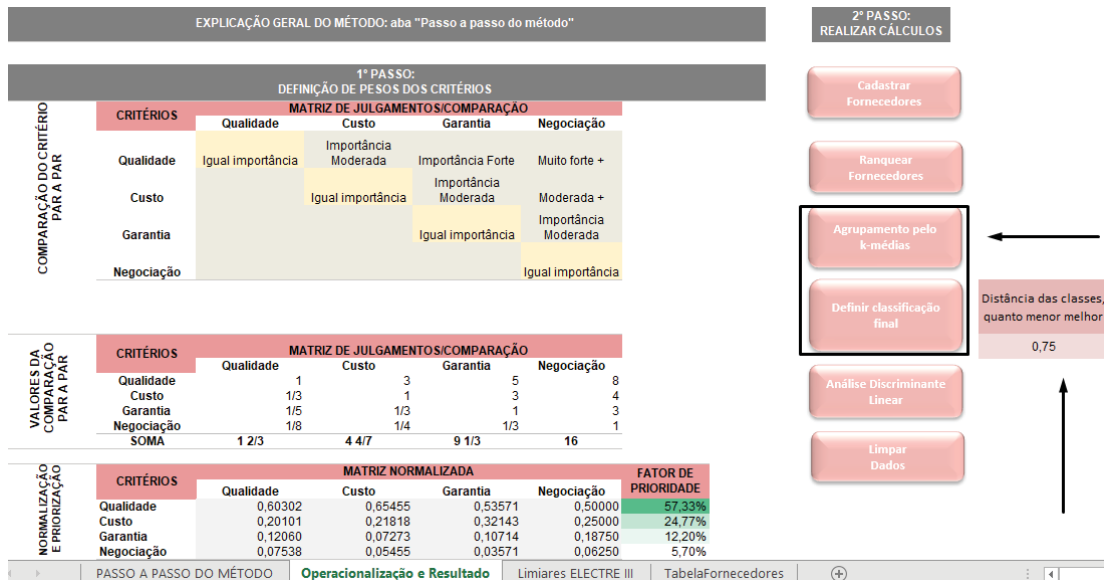 EXPLICAÇÃO GERAL DO MÉTODO: aba "Passo a passo do método"
1º PASSO:
DEFINIÇÃO DE PESOS DOS CRITÉRIOS
COMPARAÇÃO DO CRITÉRIO
PAR A PAR
CRITÉRIOS
MATRIZ DE JULGAMENTOS/COMPARAÇÃO
Qualidade Custo Garantia Negociação
Qualidade Igual importância Importância Moderada Importância Forte Muito forte +
Custo Igual importância Importância Moderada Moderada +
Garantia Igual importância Importância Moderada
Negociação Igual importância
VALORES DA
COMPARAÇÃO
PAR A PAR
CRITÉRIOS
MATRIZ DE JULGAMENTOS/COMPARAÇÃO
Qualidade Custo Garantia Negociação
Qualidade 1 3 5 8
Custo 1/3 1 3 4
Garantia 1/5 1/3 1 3
Negociação 1/8 1/4 1/3 1
SOMA 1 2/3 4 4/7 9 1/3 16
NORMALIZAÇÃO
E PRIORIZAÇÃO
CRITÉRIOS
MATRIZ NORMALIZADA
FATOR DE
PRIORIDADE
Qualidade Custo Garantia Negociação
Qualidade 0,60302 0,65455 0,53571 0,50000 57,33%
Custo 0,20101 0,21818 0,32143 0,25000 24,77%
Garantia 0,12060 0,07273 0,10714 0,18750 12,20%
Negociação 0,07538 0,05455 0,03571 0,06250 5,70%
2º PASSO:
REALIZAR CÁLCULOS
Cadastrar
Fornecedores
Ranquear
Fornecedores
Agrupamento pelo
k-médias
Definir classificação
final
Distância das classes,
quanto menor melhor
0,75
Análise Discriminante
Linear
Limpar
Dados
PASSO A PASSO DO MÉTODO Operacionalização e Resultado Limiares ELECTRE III TabelaFornecedores